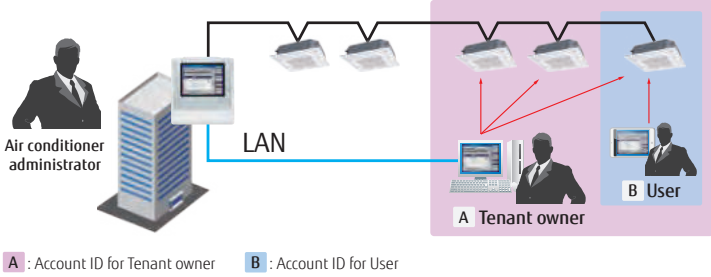 Air conditioner
administrator
LAN
A Tenant owner
B User
A : Account ID for Tenant owner
B : Account ID for User